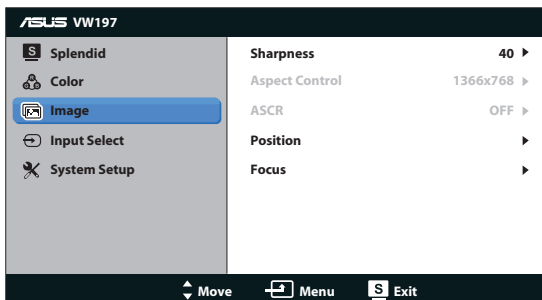 ASUS VW197
S Splendid
Color
Image
Input Select
System Setup
Sharpness 40
Aspect Control 1366x768
ASCR OFF
Position
Focus
Move Menu S Exit